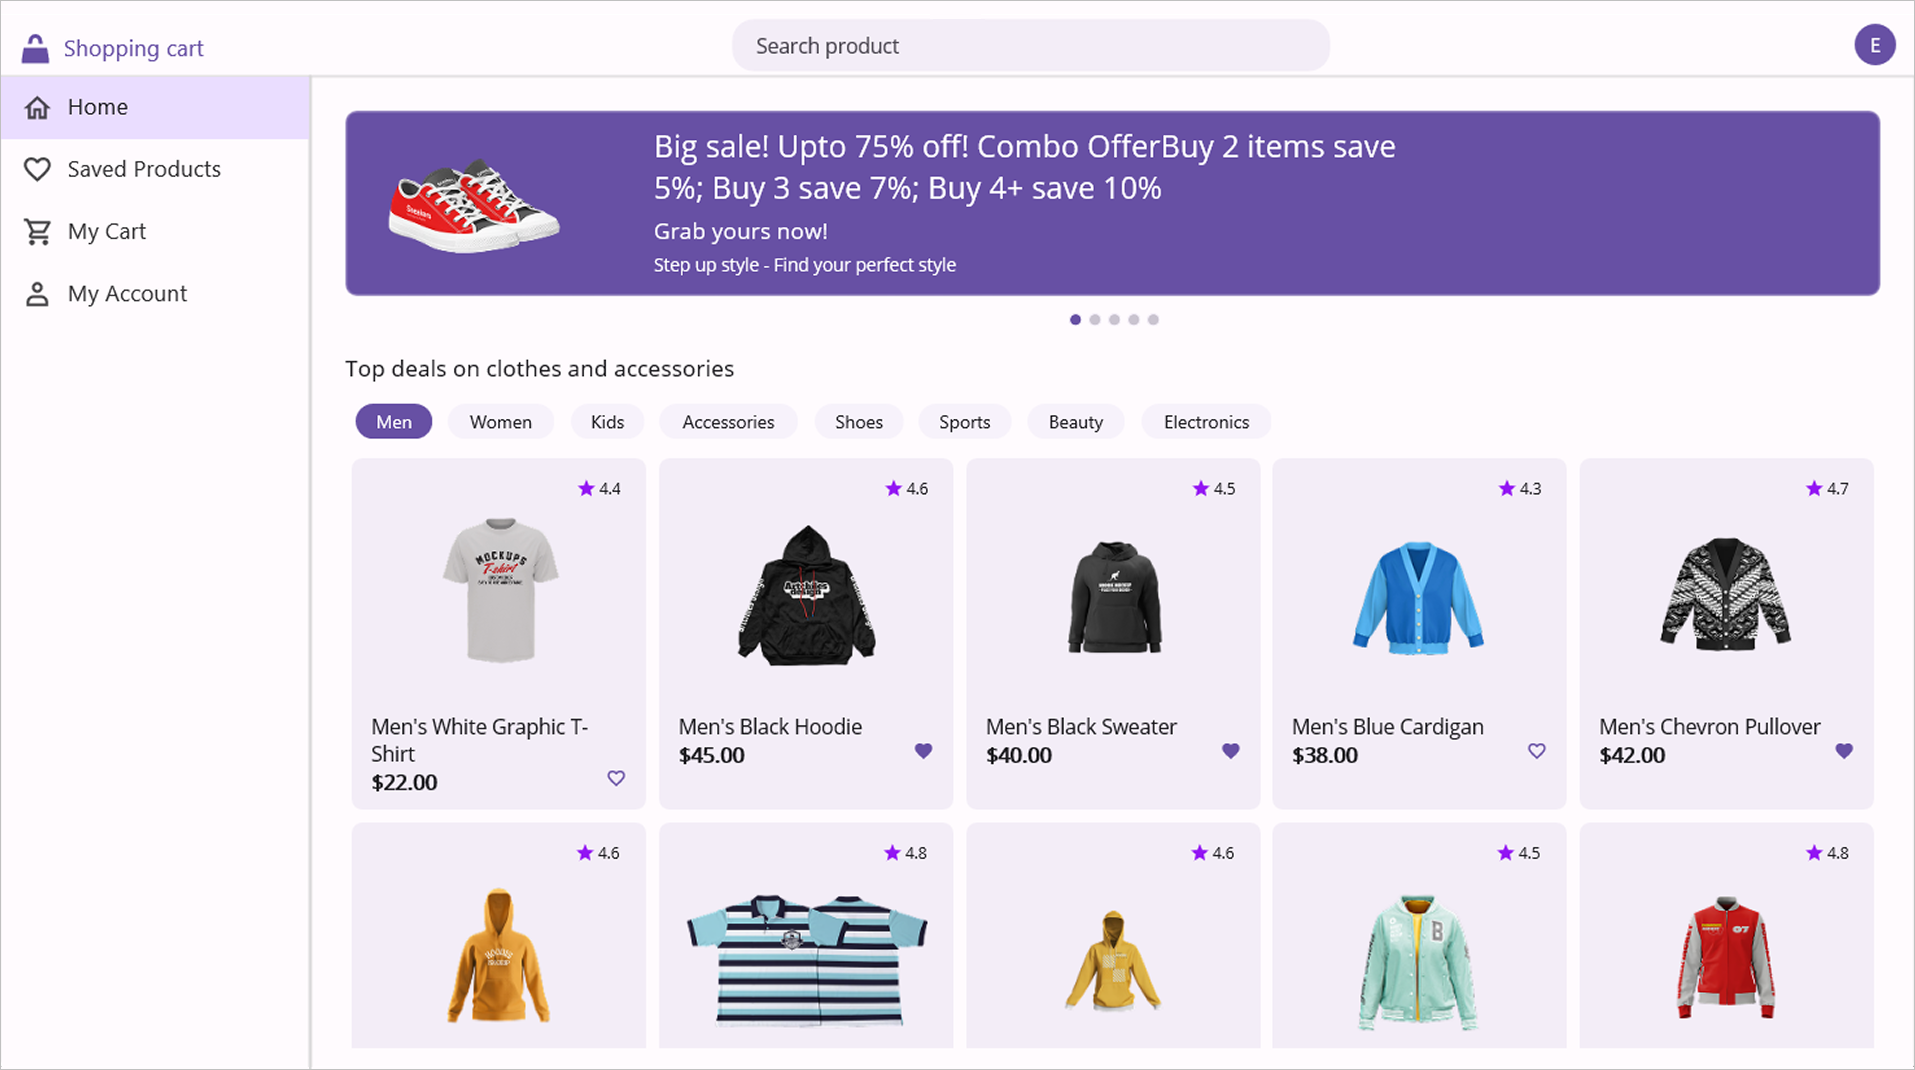 Shopping cart
Search product
E
Home
Saved Products
My Cart
My Account
Sneakers
Big sale! Upto 75% off! Combo OfferBuy 2 items save
5%; Buy 3 save 7%; Buy 4+ save 10%
Grab yours now!
Step up style - Find your perfect style
Top deals on clothes and accessories
Men
Women
Kids
Accessories
Shoes
Sports
Beauty
Electronics
4.4
MOCKUPS
T-shirt
Men's White Graphic T-
Shirt
$22.00
4.6
Men's Black Hoodie
$45.00
4.5
Men's Black Sweater
$40.00
4.3
Men's Blue Cardigan
$38.00
4.7
Men's Chevron Pullover
$42.00
4.6
4.8
4.6
4.5
B
4.8
07